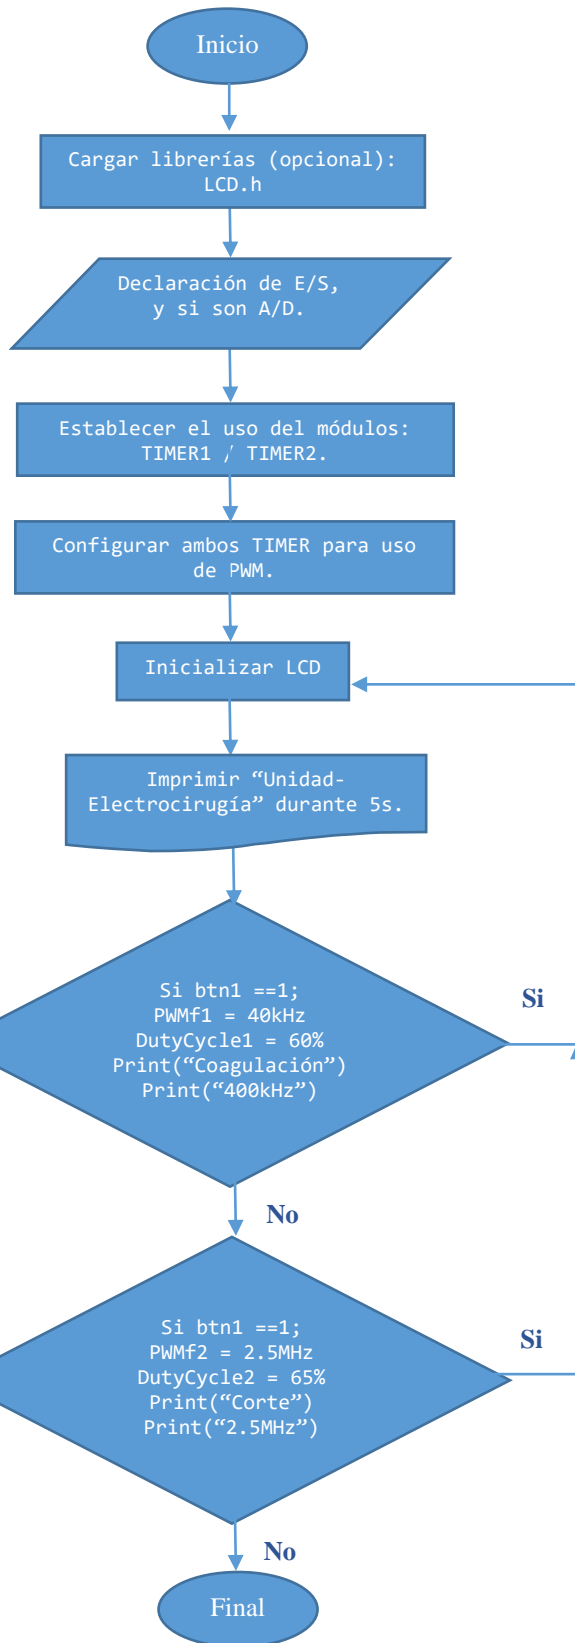 Inicio
Cargar librerías (opcional):
LCD.h
Declaración de E/S,
y si son A/D.
Establecer el uso del módulos:
TIMER1 / TIMER2.
Configurar ambos TIMER para uso
de PWM.
Inicializar LCD
Imprimir “Unidad-
Electrocirugía” durante 5s.
Si btn1 ==1;
PWMf1 = 40kHz
DutyCycle1 = 60%
Print(“Coagulación”)
Print(“400kHz”)
Si
No
Si btn1 ==1;
PWMf2 = 2.5MHz
DutyCycle2 = 65%
Print(“Corte”)
Print(“2.5MHz”)
Si
No
Final